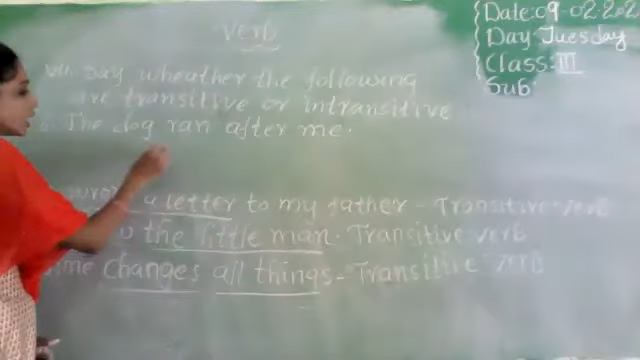 Verb
Date:09-02-202
Day:Tuesday
Class:III
Sub:
VII. Say wheather the following
are transitive or intransitive
The dog ran after me.
a letter to my father - Transitive verb
the little man. Transitive verb
changes all things - Transitive verb